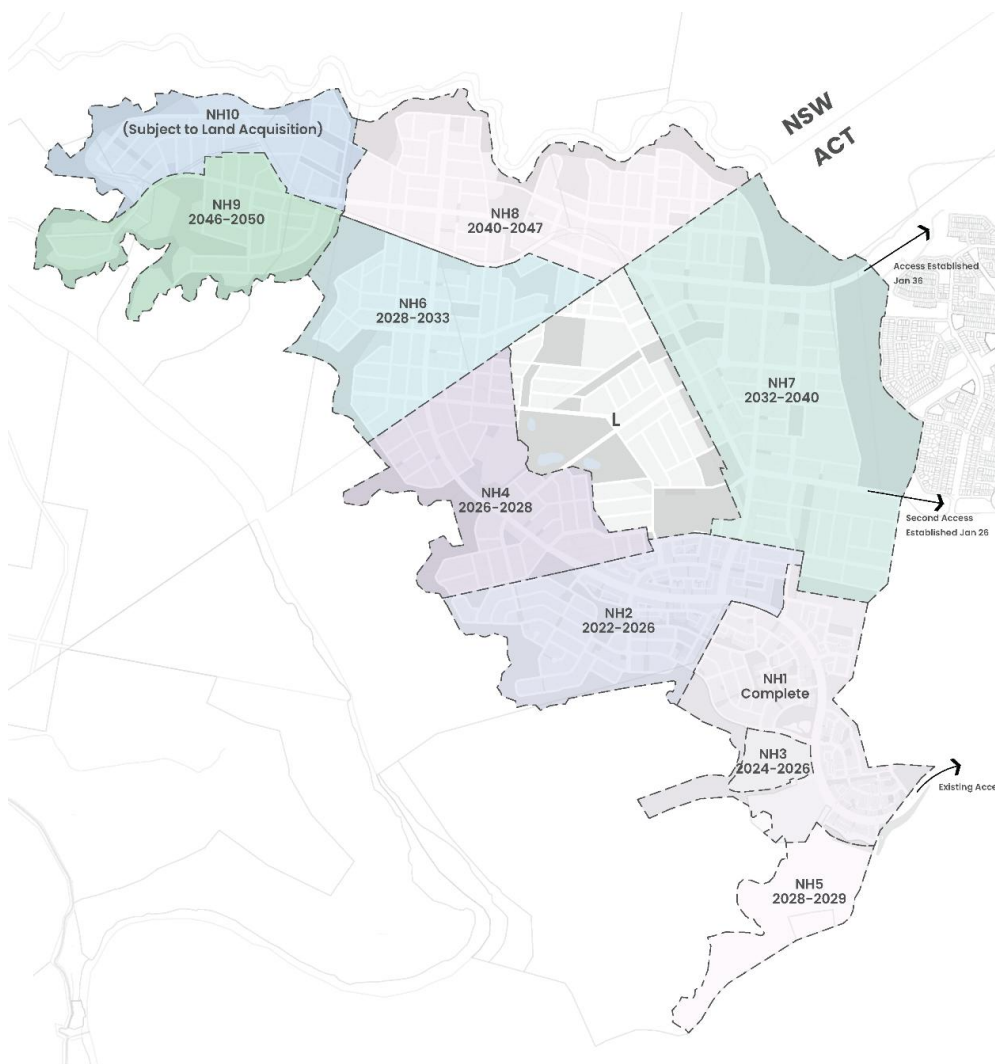 NSW
ACT
NH10
(Subject to Land Acquisition)
NH9
2046-2050
NH8
2040-2047
Access Established
Jan 36
NH6
2028-2033
NH7
2032-2040
L
NH4
2026-2028
Second Access
Established Jan 26
NH2
2022-2026
NH1
Complete
NH3
2024-2026
Existing Acce
NH5
2028-2029